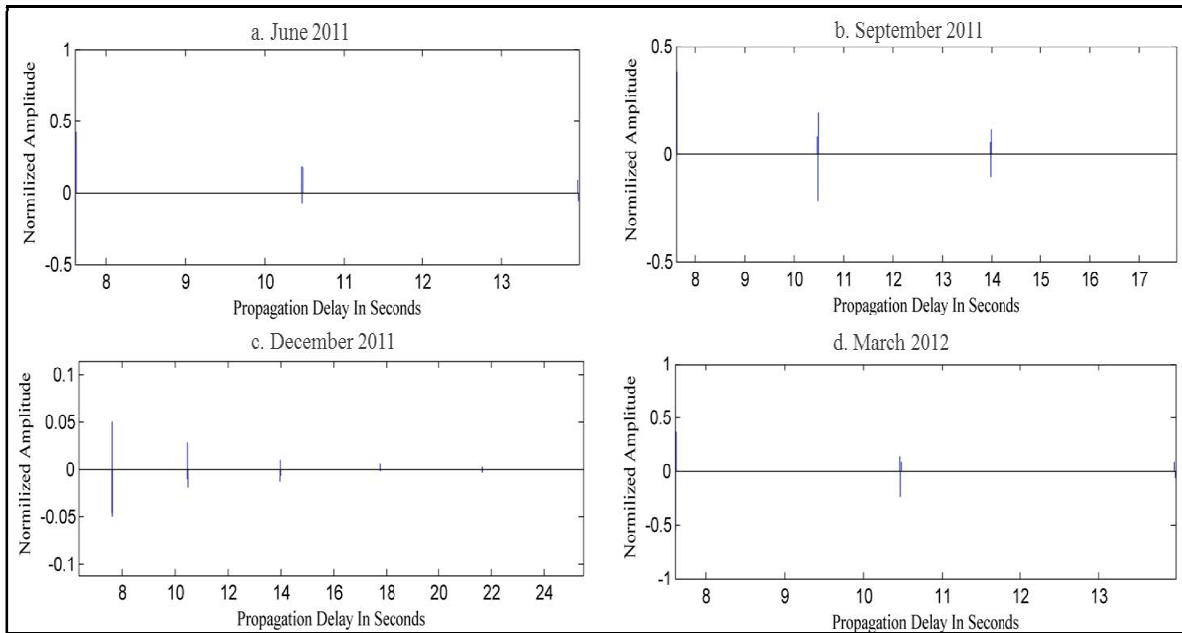 a. June 2011
1
0.5
0
-0.5
Normilized Amplitude
8 9 10 11 12 13
Propagation Delay In Seconds
b. September 2011
0.5
0
-0.5
Normilized Amplitude
8 9 10 11 12 13 14 15 16 17
Propagation Delay In Seconds
c. December 2011
0.1
0.05
0
-0.05
-0.1
Normilized Amplitude
8 10 12 14 16 18 20 22 24
Propagation Delay In Seconds
d. March 2012
1
0.5
0
-0.5
-1
Normilized Amplitude
8 9 10 11 12 13
Propagation Delay In Seconds